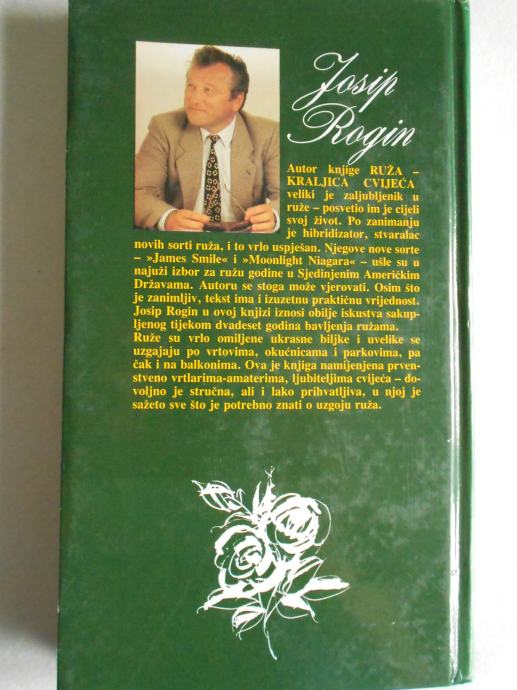 Josip
Rogin
Autor knjige RUŽA –
KRALJICA CVIJEĆA
veliki je zaljubljenik u
ruže – posvetio im je cijeli
svoj život. Po zanimanju
je hibridizator, stvaralac
novih sorti ruža, i to vrlo uspješan. Njegove nove sorte
– »James Smile« i »Moonlight Niagara« – ušle su u
najuži izbor za ružu godine u Sjedinjenim Američkim
Državama. Autoru se stoga može vjerovati. Osim što
je zanimljiv, tekst ima i izuzetnu praktičnu vrijednost.
Josip Rogin u ovoj knjizi iznosi obilje iskustva sakup-
ljenog tijekom dvadeset godina bavljenja ružama.
Ruže su vrlo omiljene ukrasne biljke i uvelike se
uzgajaju po vrtovima, okućnicama i parkovima, pa
čak i na balkonima. Ova je knjiga namijenjena prven-
stveno vrtlarima-amaterima, ljubiteljima cvijeća – do-
voljno je stručna, ali i lako prihvatljiva, u njoj je
sažeto sve što je potrebno znati o uzgoju ruža.